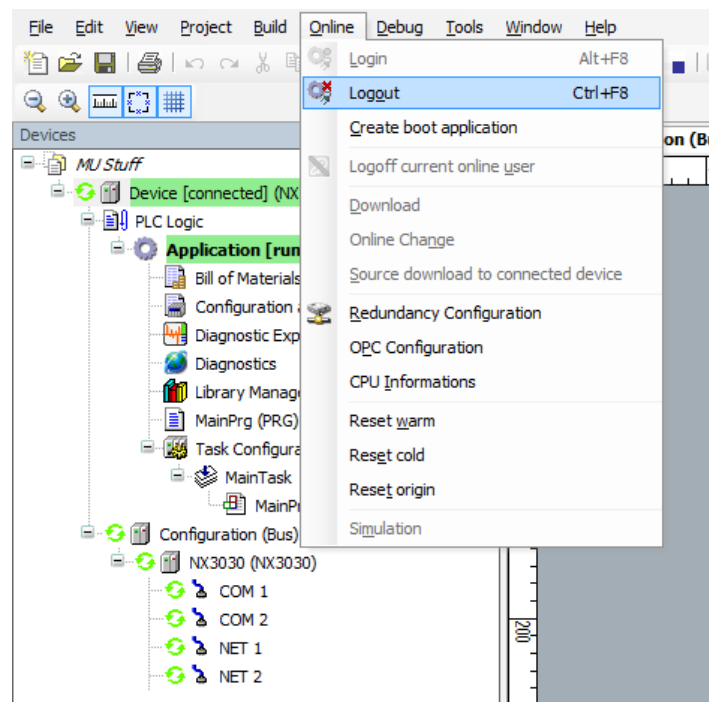 File Edit View Project Build Online Debug Tools Window Help
Login Alt+F8
Logout Ctrl+F8
Create boot application
Logoff current online user
Download
Online Change
Source download to connected device
Redundancy Configuration
OPC Configuration
CPU Informations
Reset warm
Reset cold
Reset origin
Simulation
Devices
MU Stuff
Device [connected] (NX
PLC Logic
Application [run
Bill of Materials
Configuration
Diagnostic Exp
Diagnostics
Library Manag
MainPrg (PRG)
Task Configura
MainTask
MainPr
Configuration (Bus)
NX3030 (NX3030)
COM 1
COM 2
NET 1
NET 2
on (B
200